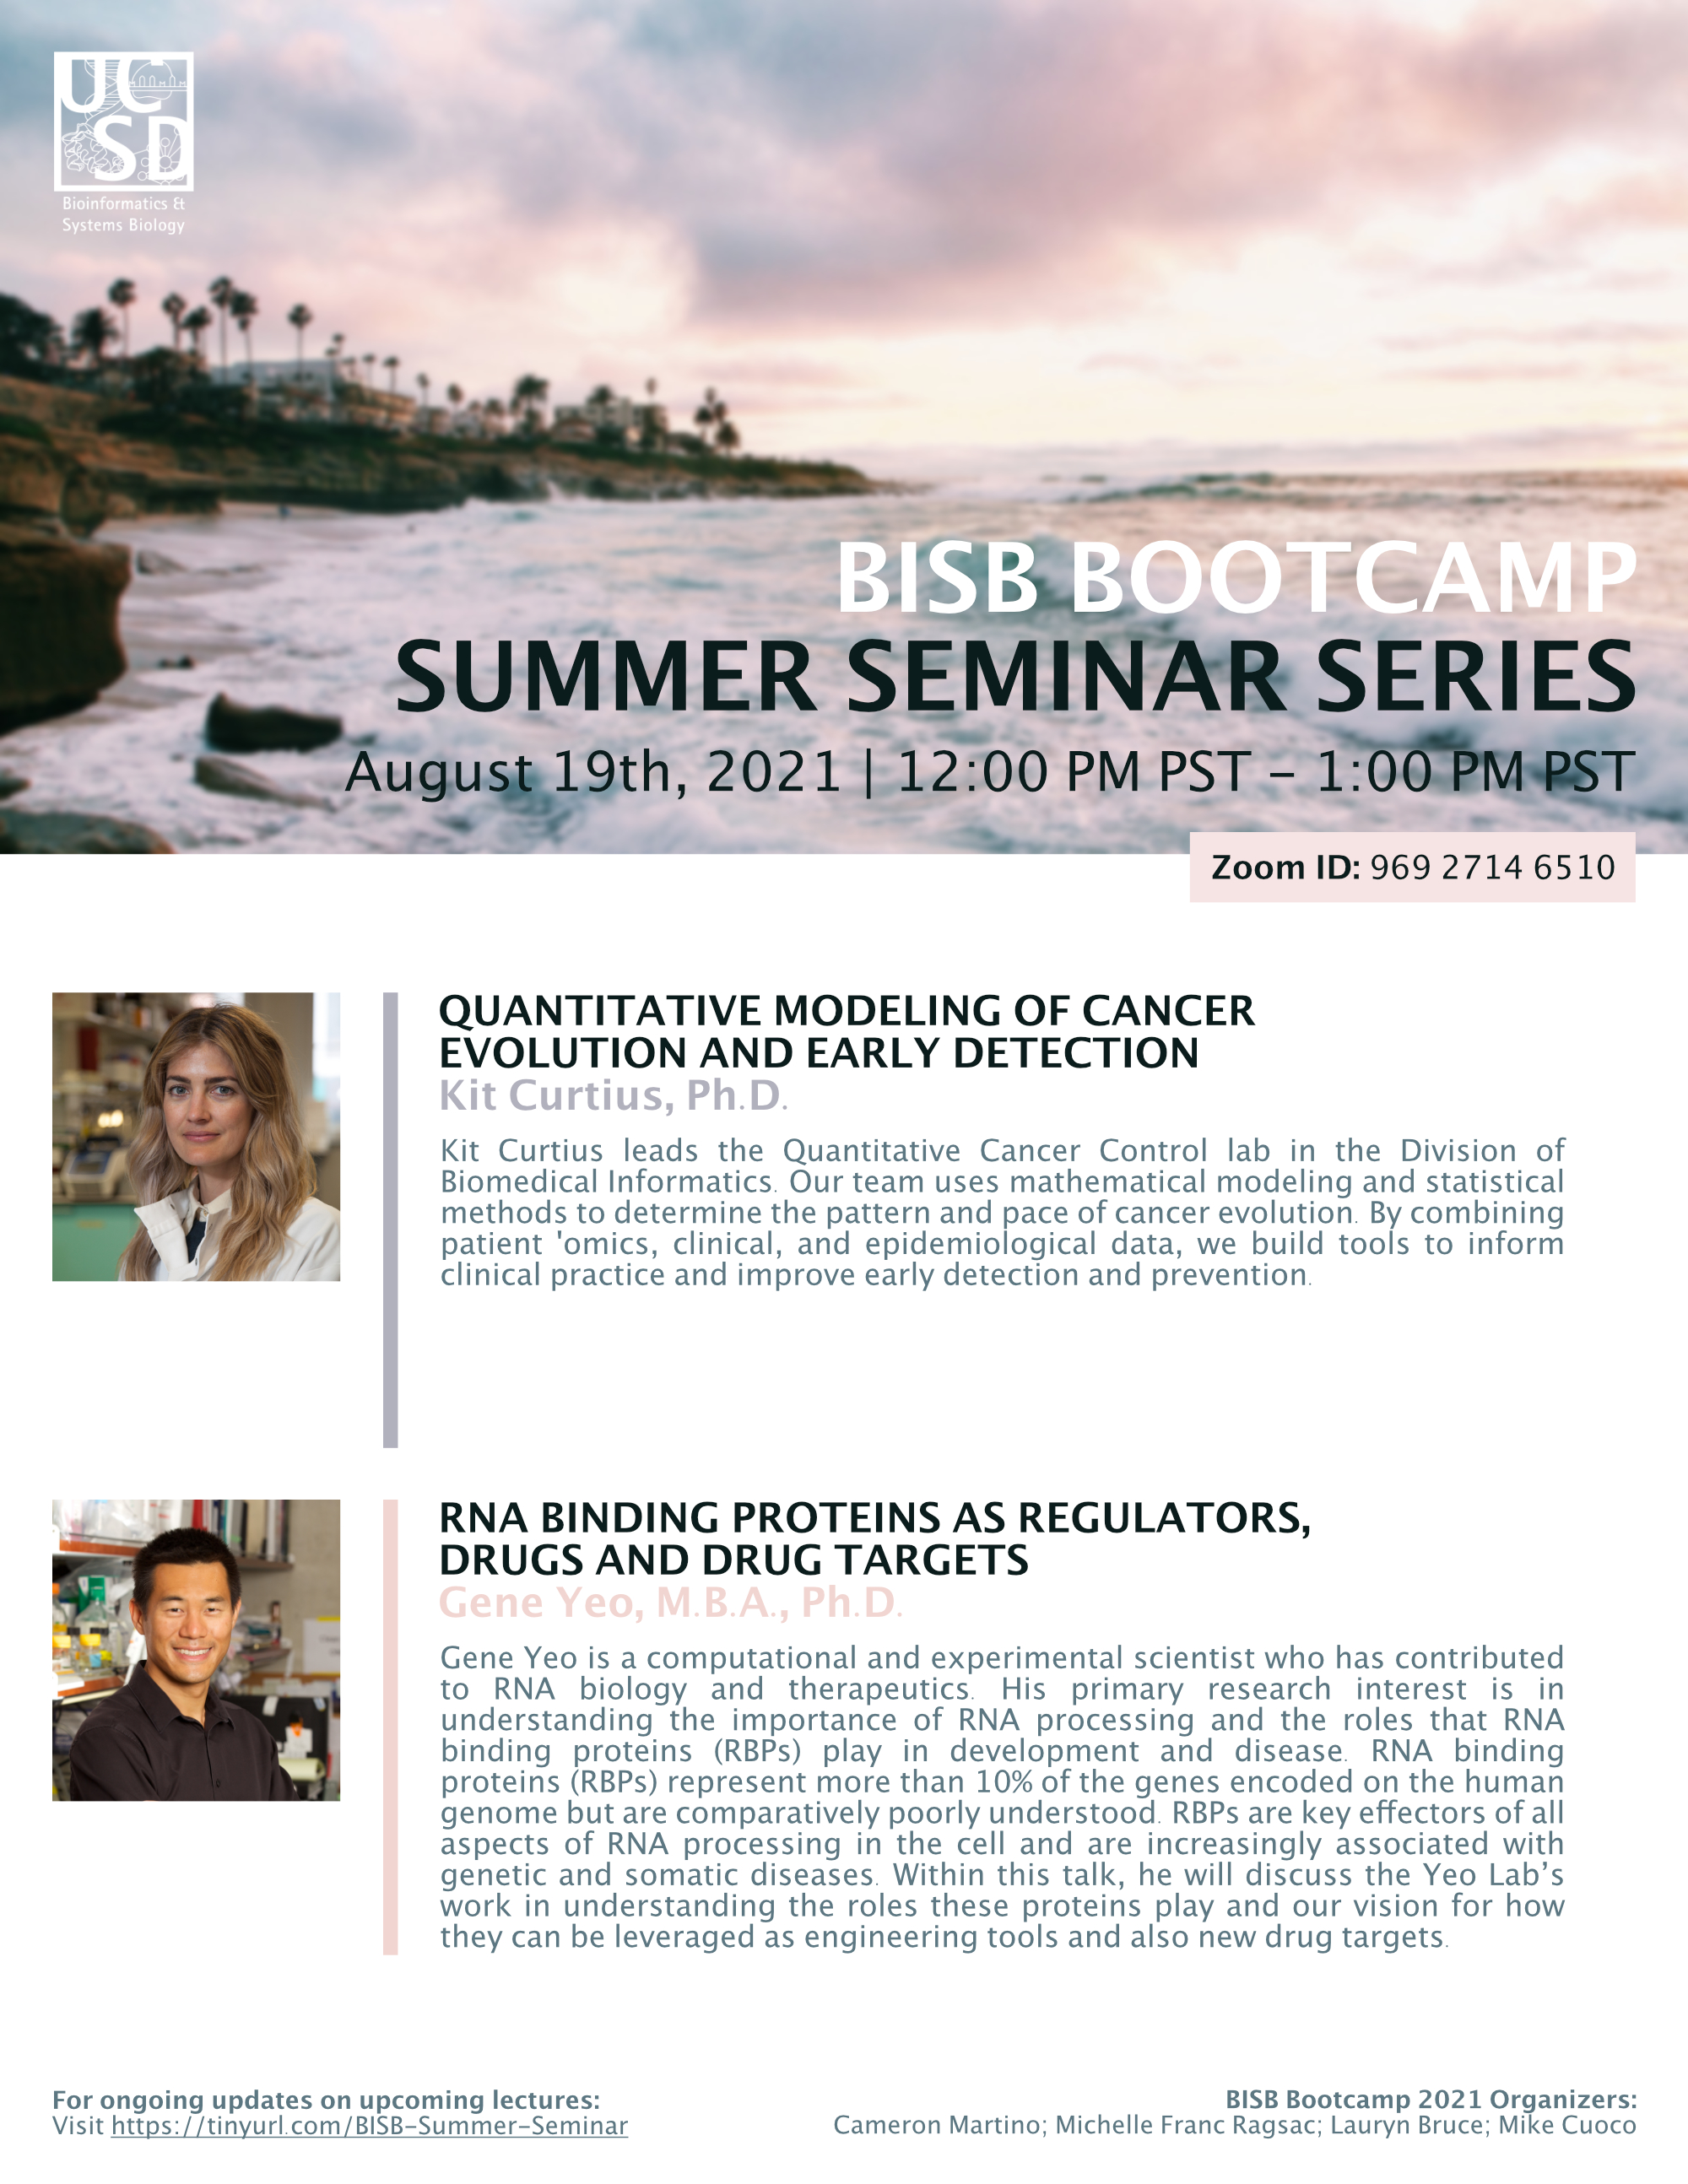 UC
SD
Bioinformatics &
Systems Biology
BISB BOOTCAMP
SUMMER SEMINAR SERIES
August 19th, 2021 | 12:00 PM PST – 1:00 PM PST
Zoom ID: 969 2714 6510
QUANTITATIVE MODELING OF CANCER
EVOLUTION AND EARLY DETECTION
Kit Curtius, Ph.D.
Kit Curtius leads the Quantitative Cancer Control lab in the Division of
Biomedical Informatics. Our team uses mathematical modeling and statistical
methods to determine the pattern and pace of cancer evolution. By combining
patient 'omics, clinical, and epidemiological data, we build tools to inform
clinical practice and improve early detection and prevention.
RNA BINDING PROTEINS AS REGULATORS,
DRUGS AND DRUG TARGETS
Gene Yeo, M.B.A., Ph.D.
Gene Yeo is a computational and experimental scientist who has contributed
to RNA biology and therapeutics. His primary research interest is in
understanding the importance of RNA processing and the roles that RNA
binding proteins (RBPs) play in development and disease. RNA binding
proteins (RBPs) represent more than 10% of the genes encoded on the human
genome but are comparatively poorly understood. RBPs are key effectors of all
aspects of RNA processing in the cell and are increasingly associated with
genetic and somatic diseases. Within this talk, he will discuss the Yeo Lab’s
work in understanding the roles these proteins play and our vision for how
they can be leveraged as engineering tools and also new drug targets.
For ongoing updates on upcoming lectures:
Visit https://tinyurl.com/BISB-Summer-Seminar
BISB Bootcamp 2021 Organizers:
Cameron Martino; Michelle Franc Ragsac; Lauryn Bruce; Mike Cuoco